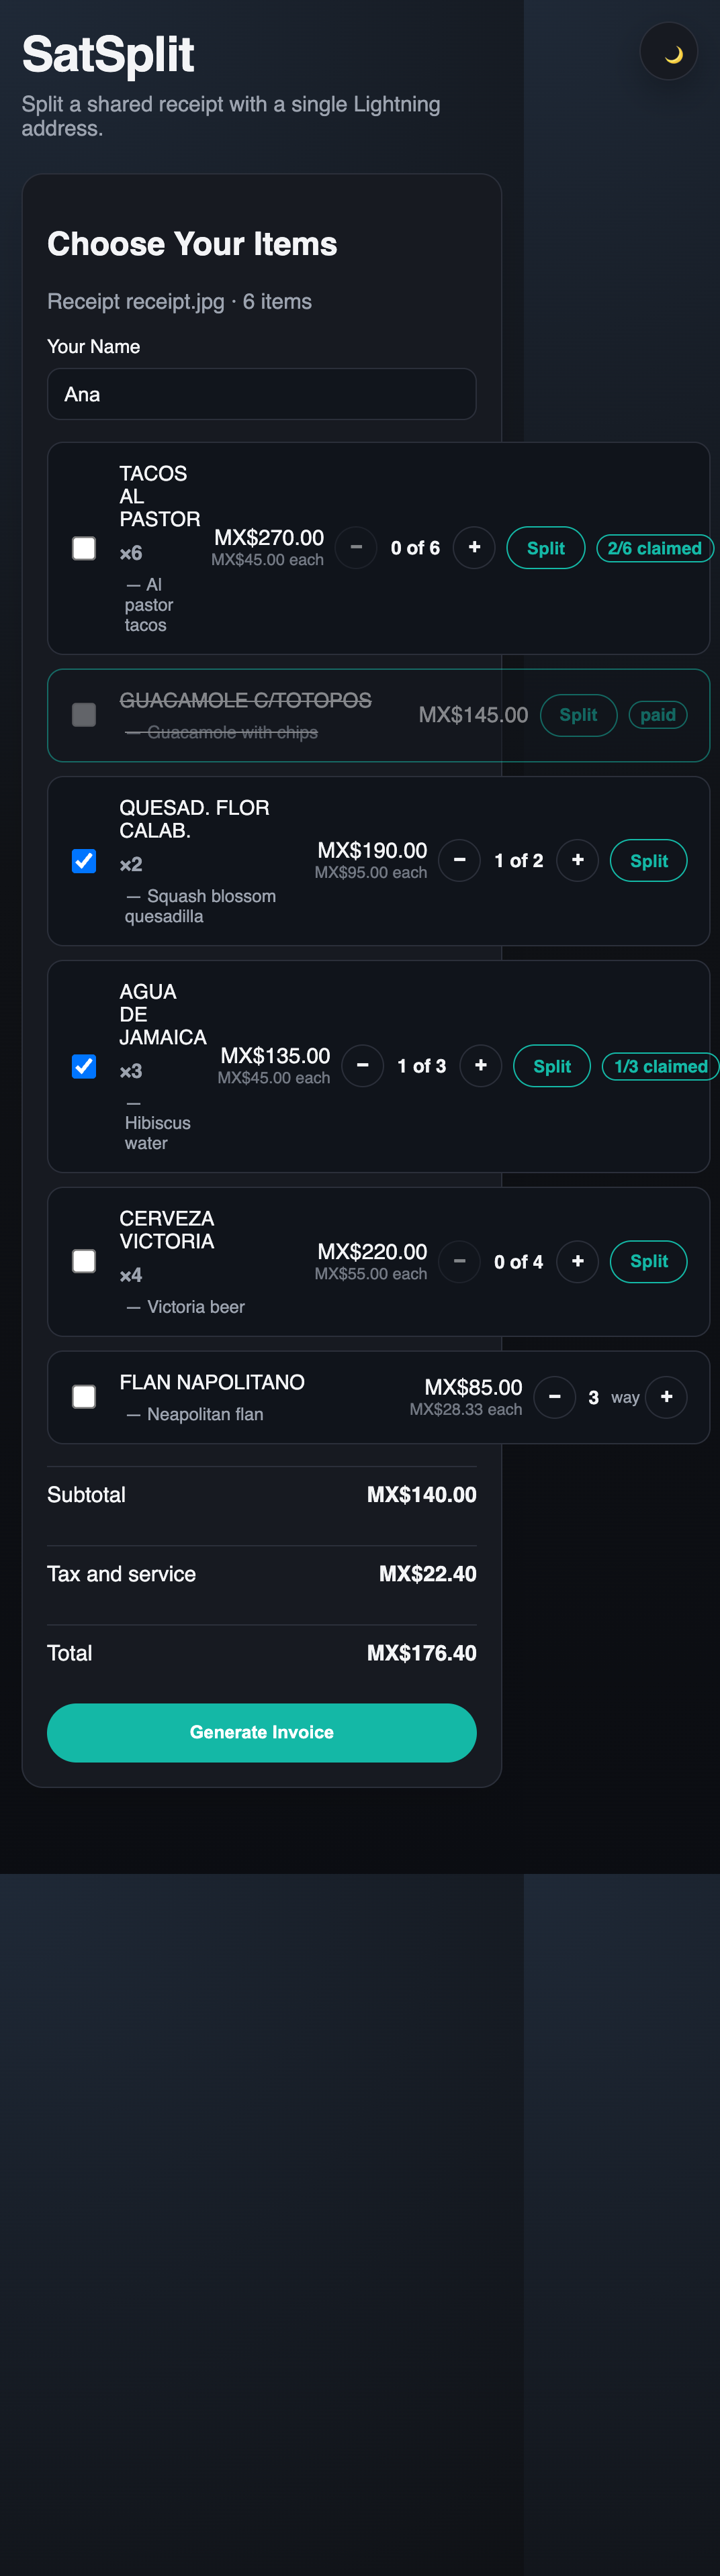 SatSplit
Split a shared receipt with a single Lightning
address.
Choose Your Items
Receipt receipt.jpg · 6 items
Your Name
Ana
TACOS
AL
PASTOR
×6
— Al
pastor
tacos
MX$270.00
MX$45.00 each
−
0 of 6
+
Split
2/6 claimed
GUACAMOLE C/TOTOPOS
— Guacamole with chips
MX$145.00
Split
paid
QUESAD. FLOR
CALAB.
×2
— Squash blossom
quesadilla
MX$190.00
MX$95.00 each
−
1 of 2
+
Split
AGUA
DE
JAMAICA
×3
—
Hibiscus
water
MX$135.00
MX$45.00 each
−
1 of 3
+
Split
1/3 claimed
CERVEZA
VICTORIA
×4
— Victoria beer
MX$220.00
MX$55.00 each
−
0 of 4
+
Split
FLAN NAPOLITANO
— Neapolitan flan
MX$85.00
MX$28.33 each
−
3 way
+
Subtotal MX$140.00
Tax and service MX$22.40
Total MX$176.40
Generate Invoice